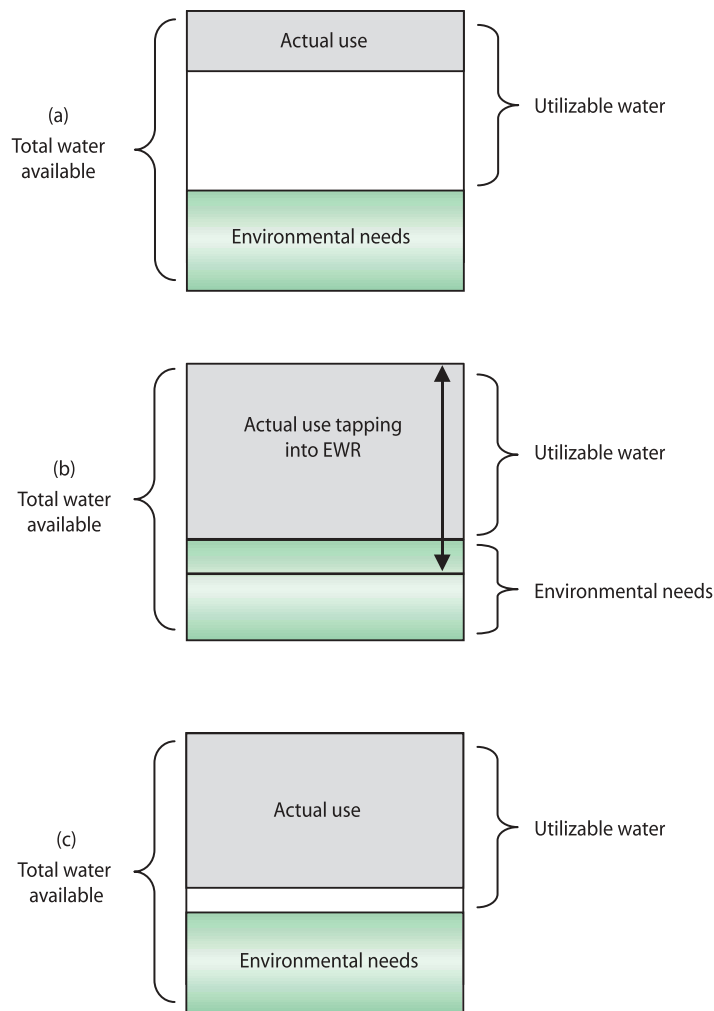 Actual use
(a)
Total water
available
Utilizable water
Environmental needs
Actual use tapping
into EWR
(b)
Total water
available
Utilizable water
Environmental needs
Actual use
(c)
Total water
available
Utilizable water
Environmental needs